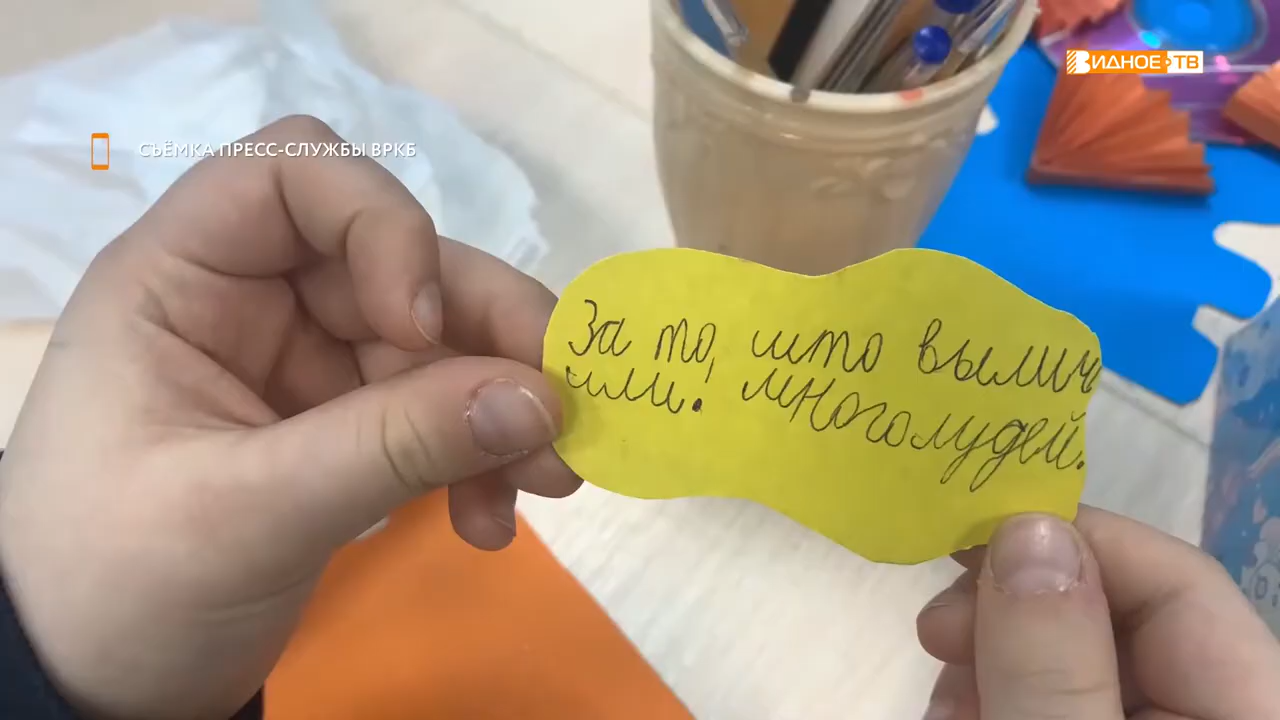 ВИДНОЕ ТВ
СЪЁМКА ПРЕСС-СЛУЖБЫ ВРКБ
За то, што вылич
или. многолудей.